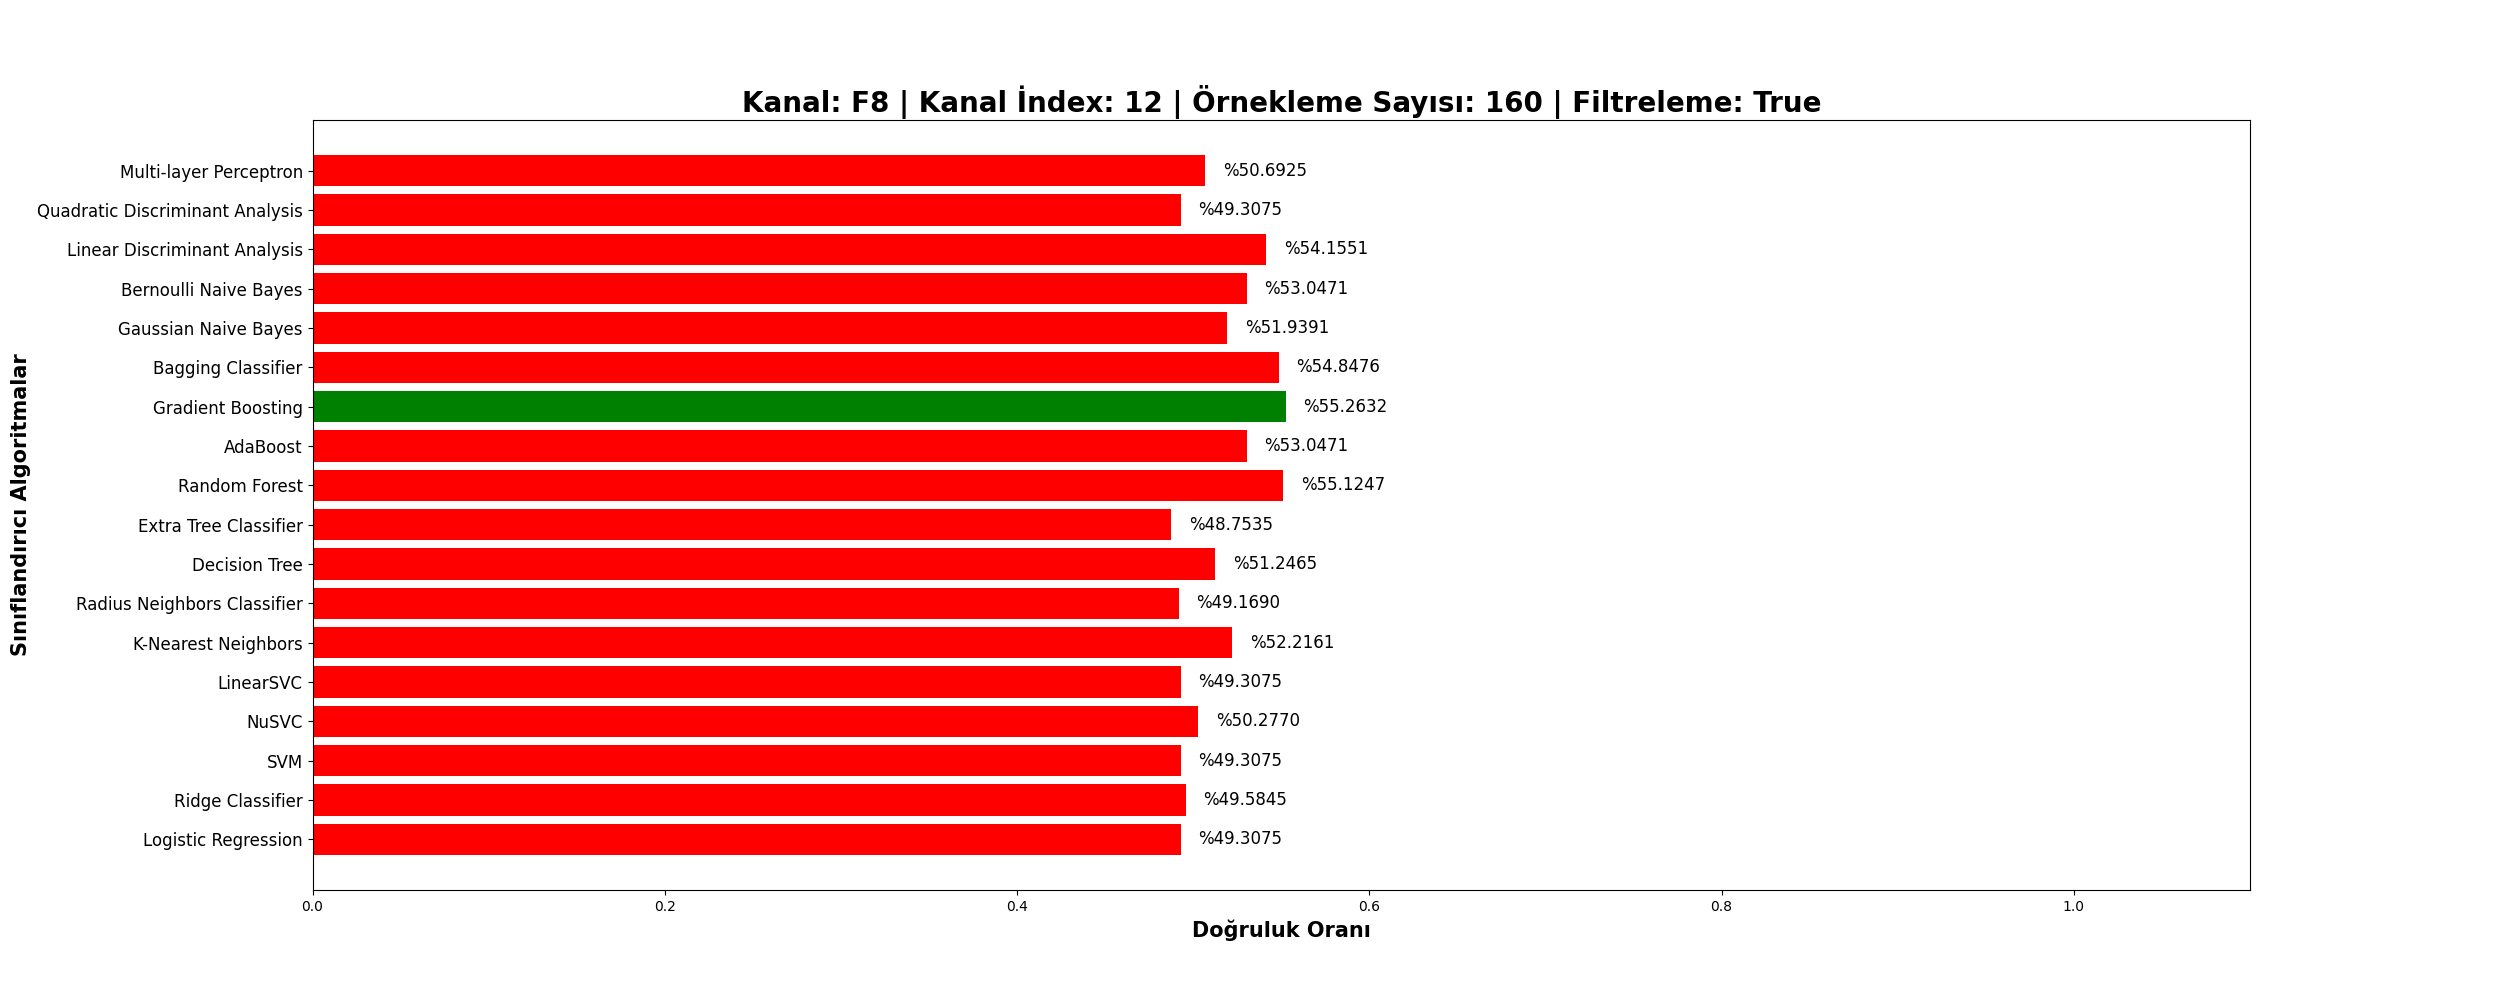 Kanal: F8 | Kanal İndex: 12 | Örnekleme Sayısı: 160 | Filtreleme: True
Sınıflandırıcı Algoritmalar
Multi-layer Perceptron %50.6925
Quadratic Discriminant Analysis %49.3075
Linear Discriminant Analysis %54.1551
Bernoulli Naive Bayes %53.0471
Gaussian Naive Bayes %51.9391
Bagging Classifier %54.8476
Gradient Boosting %55.2632
AdaBoost %53.0471
Random Forest %55.1247
Extra Tree Classifier %48.7535
Decision Tree %51.2465
Radius Neighbors Classifier %49.1690
K-Nearest Neighbors %52.2161
LinearSVC %49.3075
NuSVC %50.2770
SVM %49.3075
Ridge Classifier %49.5845
Logistic Regression %49.3075
0.0 0.2 0.4 0.6 0.8 1.0
Doğruluk Oranı